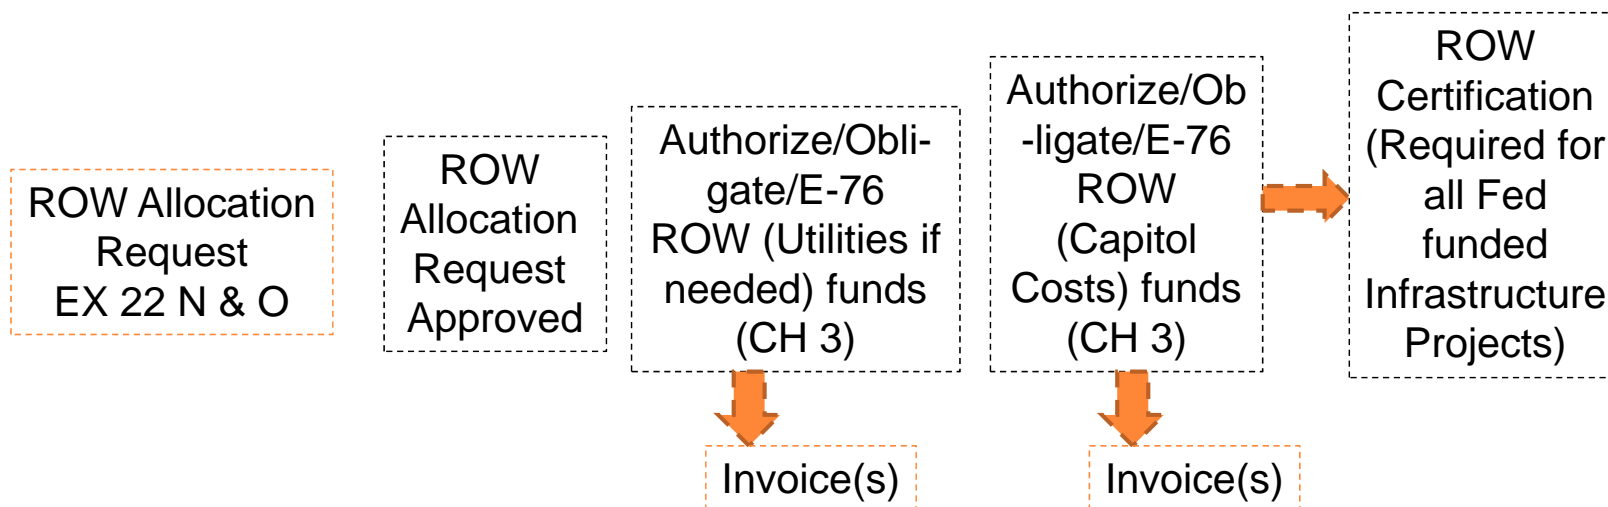 ROW Allocation
Request
EX 22 N & O
ROW
Allocation
Request
Approved
Authorize/Obli-
gate/E-76
ROW (Utilities if
needed) funds
(CH 3)
Authorize/Ob
-ligate/E-76
ROW
(Capitol
Costs) funds
(CH 3)
ROW
Certification
(Required for
all Fed
funded
Infrastructure
Projects)
Invoice(s)
Invoice(s)